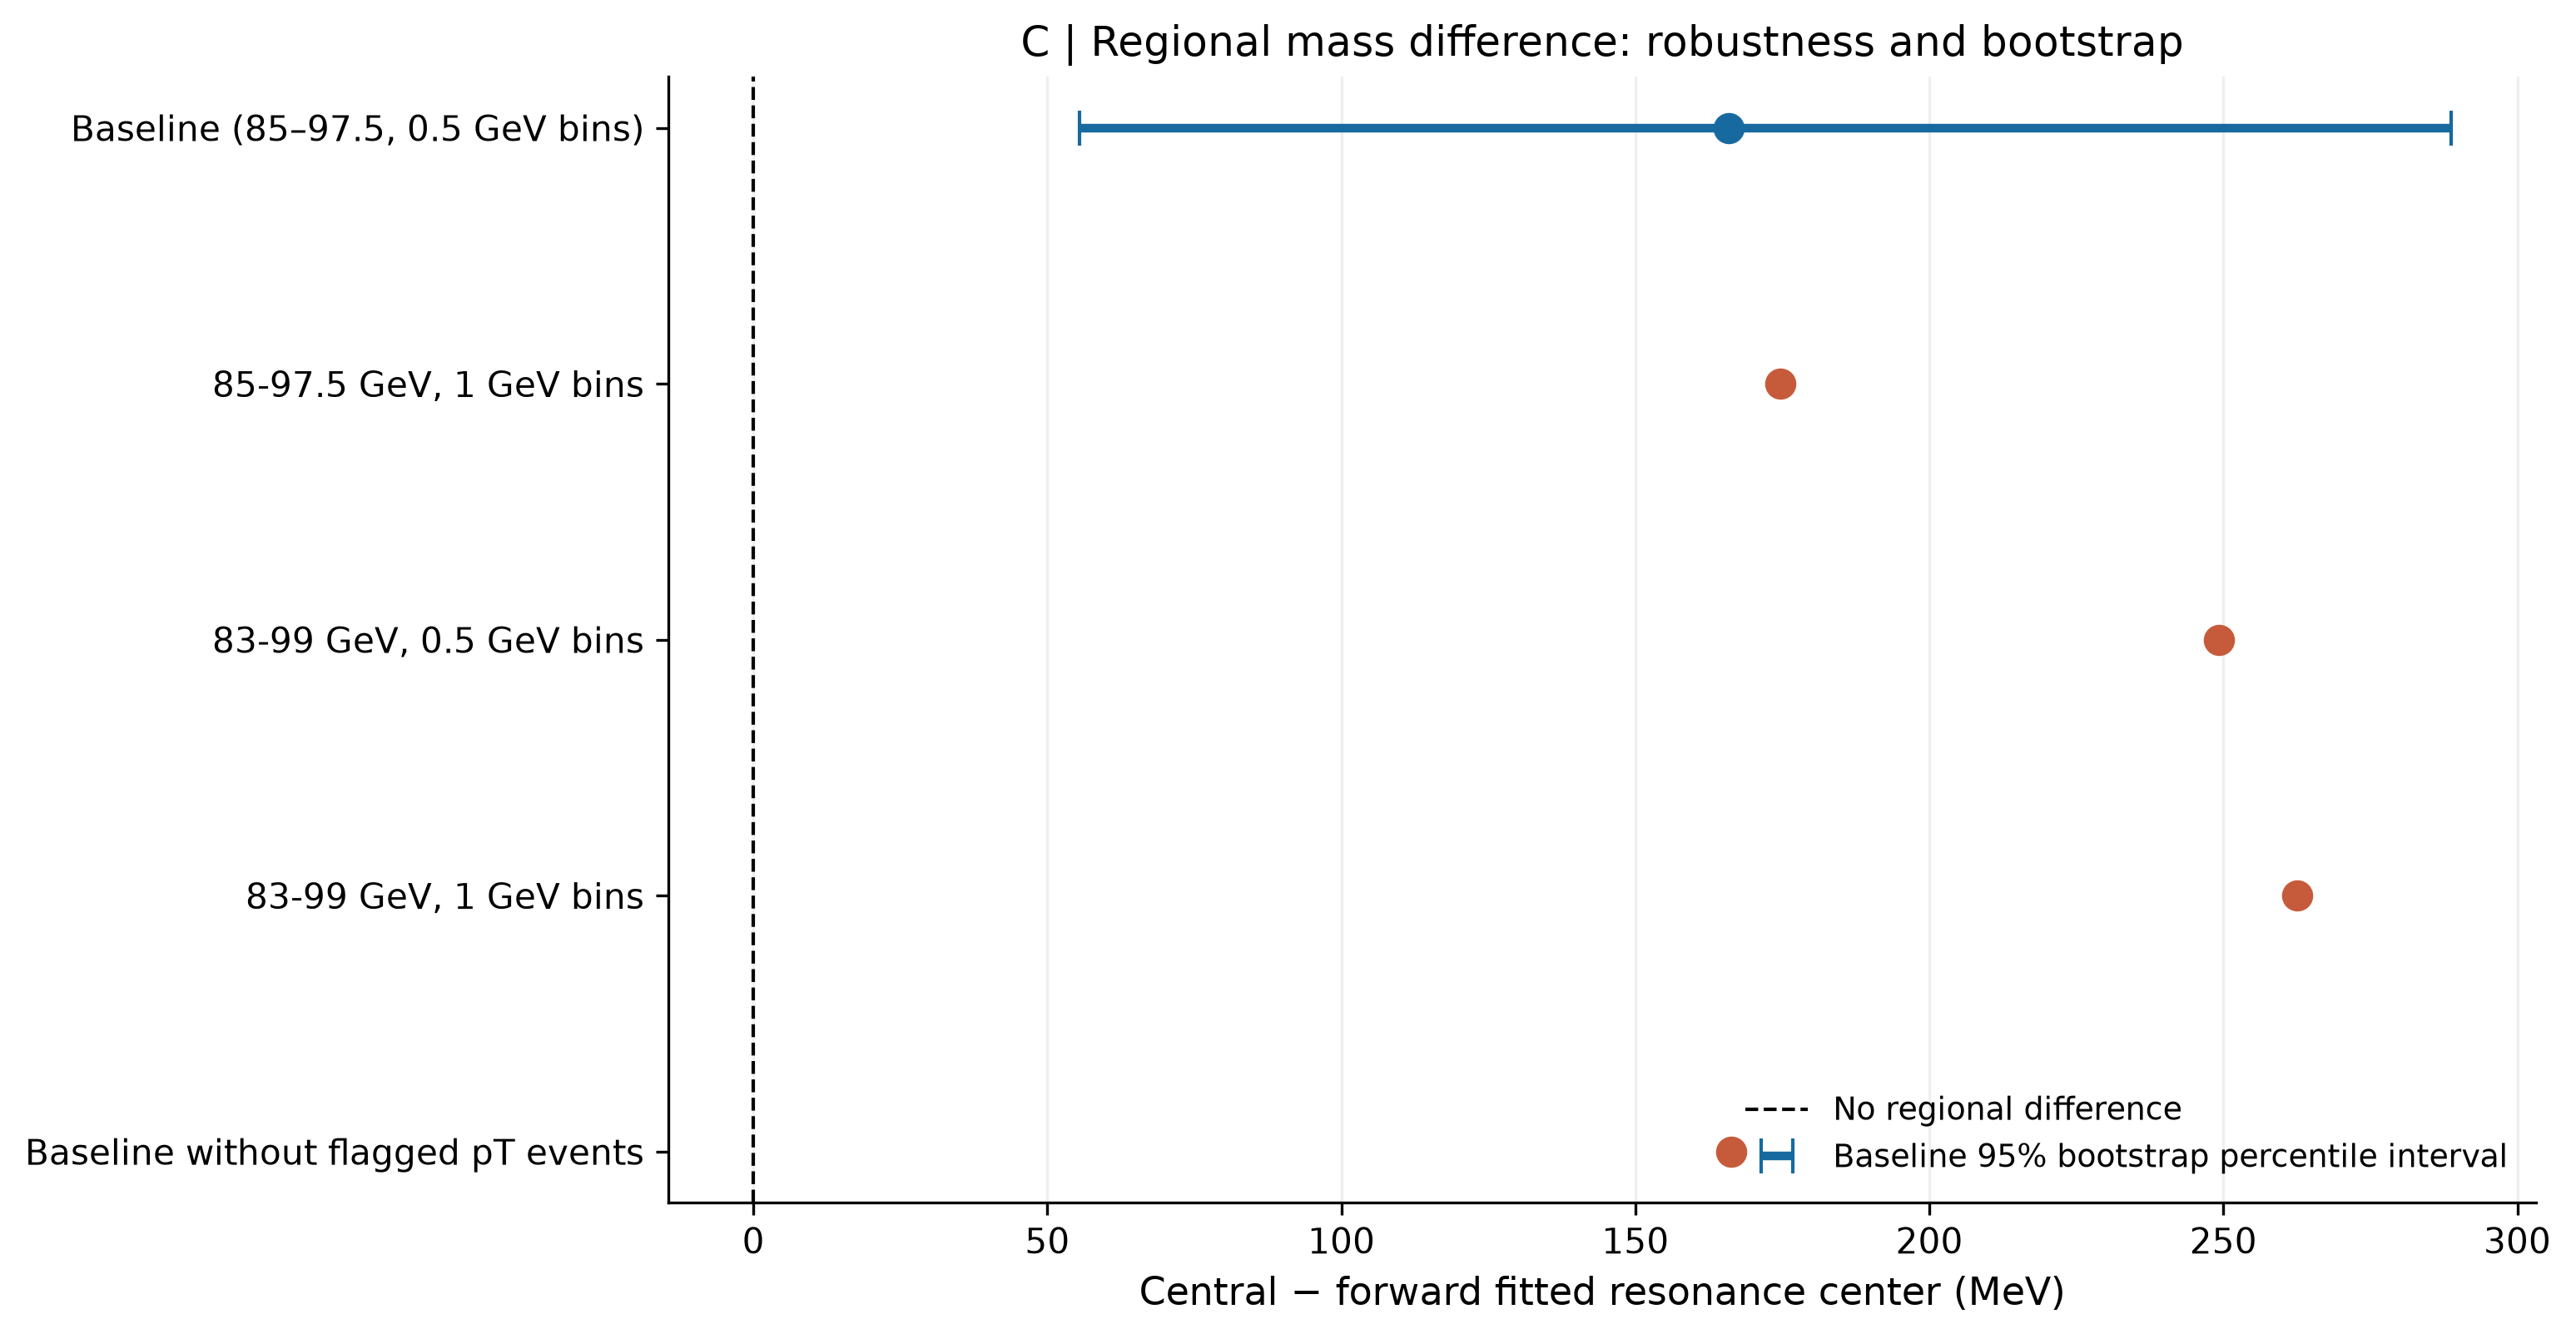 C | Regional mass difference: robustness and bootstrap
Baseline (85–97.5, 0.5 GeV bins)
85-97.5 GeV, 1 GeV bins
83-99 GeV, 0.5 GeV bins
83-99 GeV, 1 GeV bins
Baseline without flagged pT events
No regional difference
Baseline 95% bootstrap percentile interval
0 50 100 150 200 250 300
Central − forward fitted resonance center (MeV)